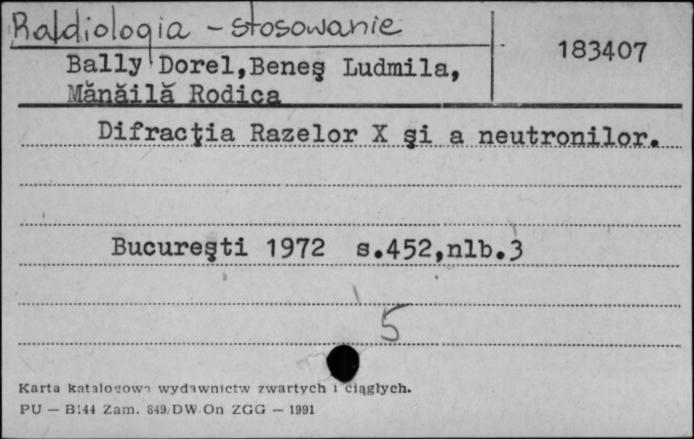 Radiologia - stosowanie
183407
Bally Dorel, Beneş Ludmila,
Mănăilă Rodica
Difracţia Razelor X şi a neutronilor.
Bucureşti 1972 s.452,nlb.3
5
Karta katalogowa wydawnictw zwartych i ciągłych.
PU — B144 Zam. 849/DW.On ZGG — 1991